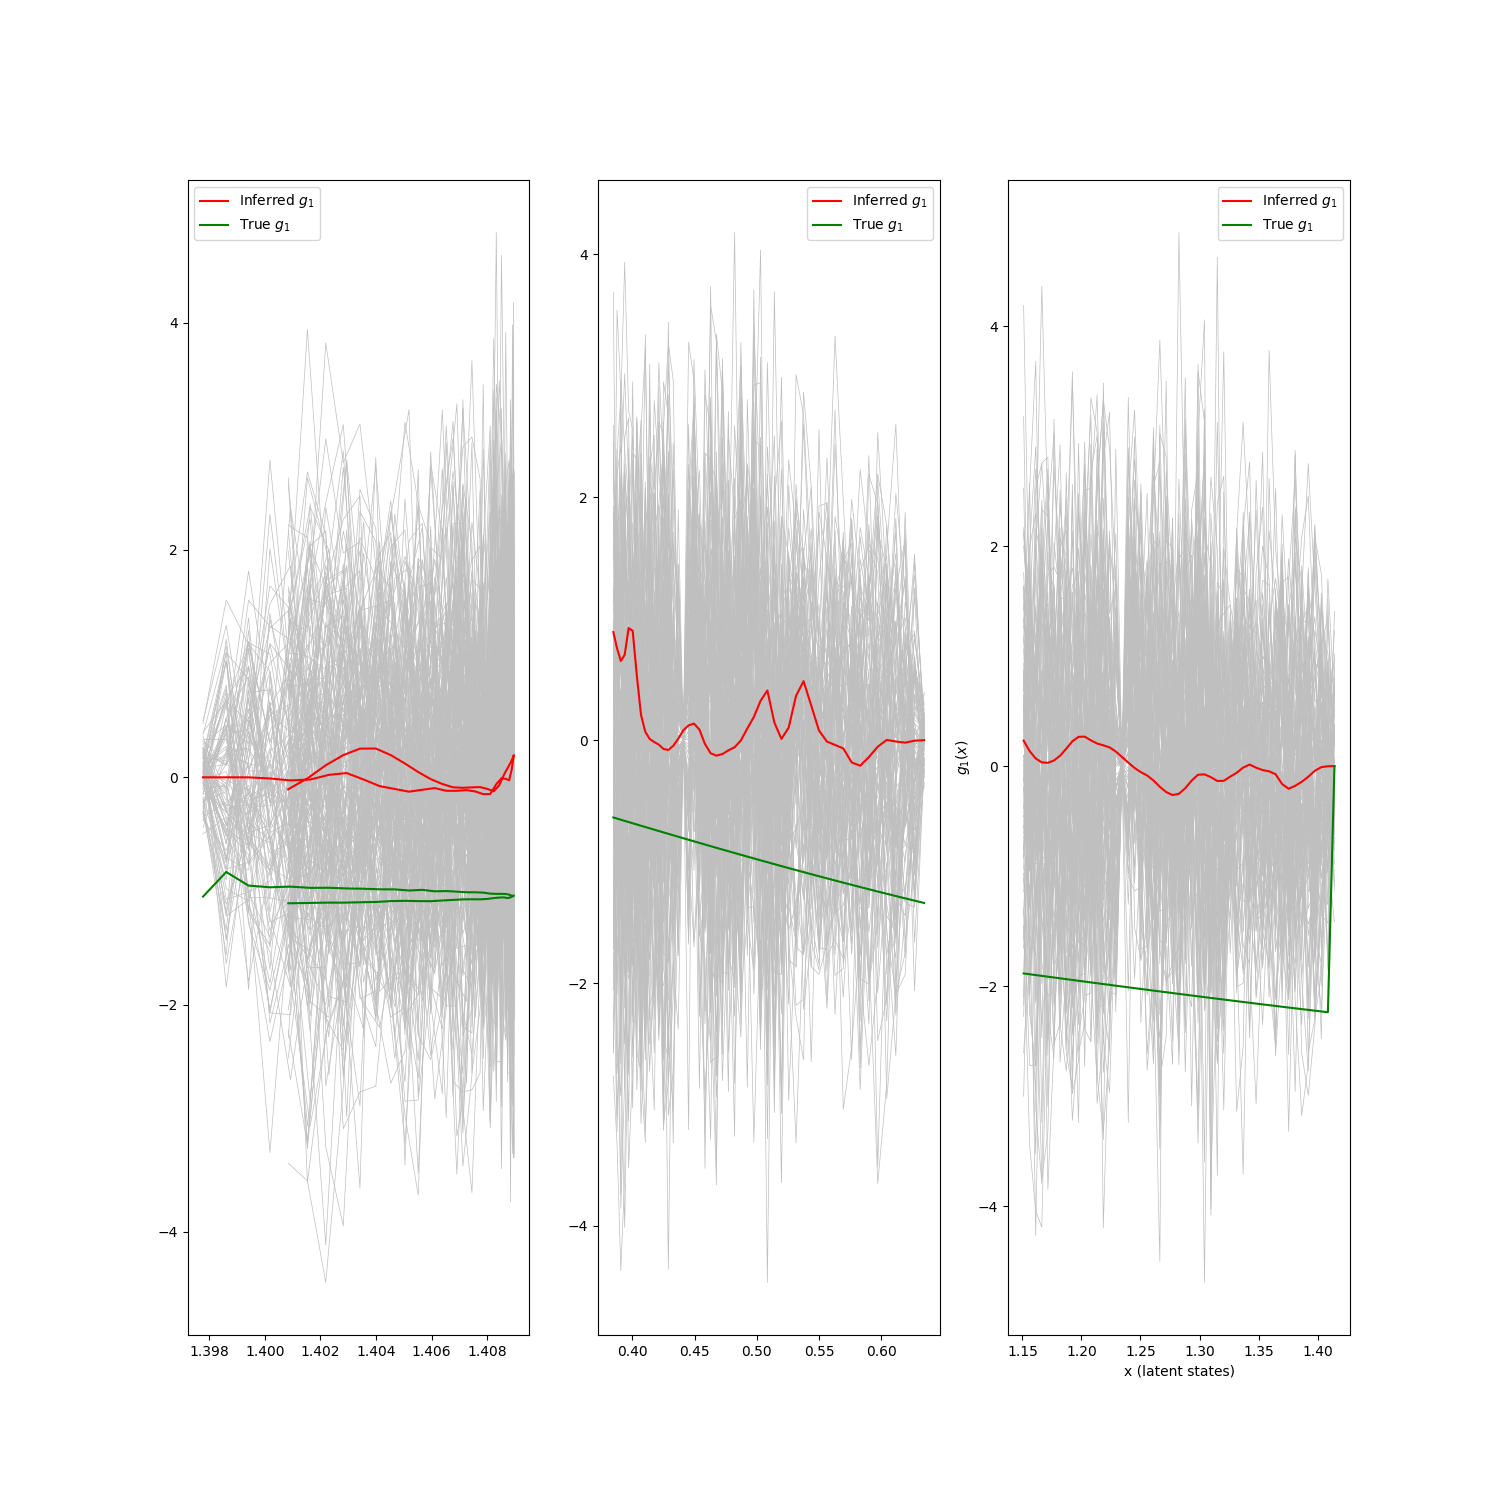 Inferred g₁
True g₁
4
2
0
−2
−4
1.398 1.400 1.402 1.404 1.406 1.408
Inferred g₁
True g₁
4
2
0
−2
−4
0.40 0.45 0.50 0.55 0.60
Inferred g₁
True g₁
g₁(x)
4
2
0
−2
−4
1.15 1.20 1.25 1.30 1.35 1.40
x (latent states)